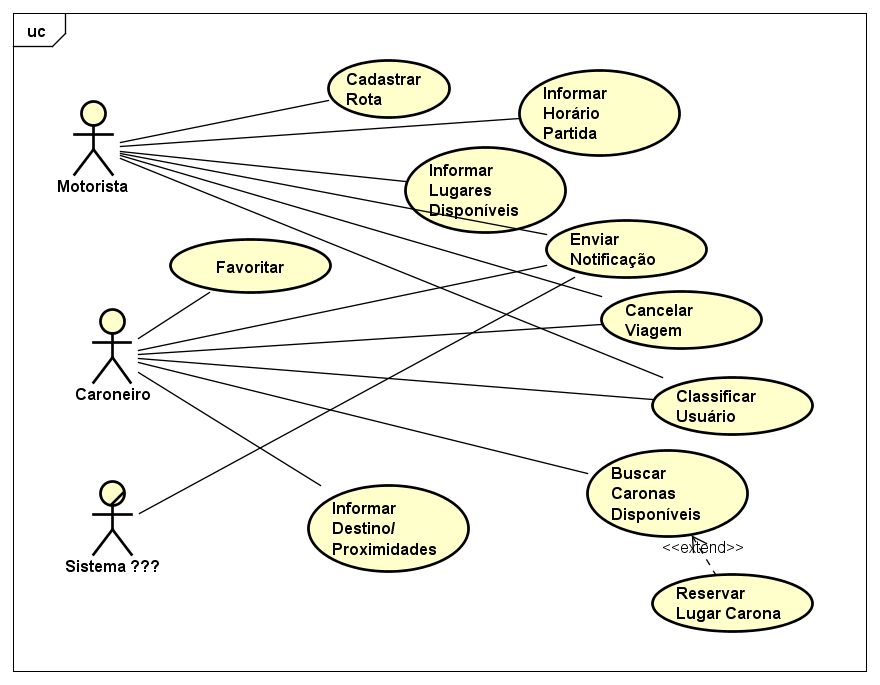 uc
Cadastrar
Rota
Informar
Horário
Partida
Motorista
Informar
Lugares
Disponíveis
Enviar
Notificação
Favoritar
Cancelar
Viagem
Caroneiro
Classificar
Usuário
Buscar
Caronas
Disponíveis
Informar
Destino/
Proximidades
Sistema ???
<<extend>>
Reservar
Lugar Carona